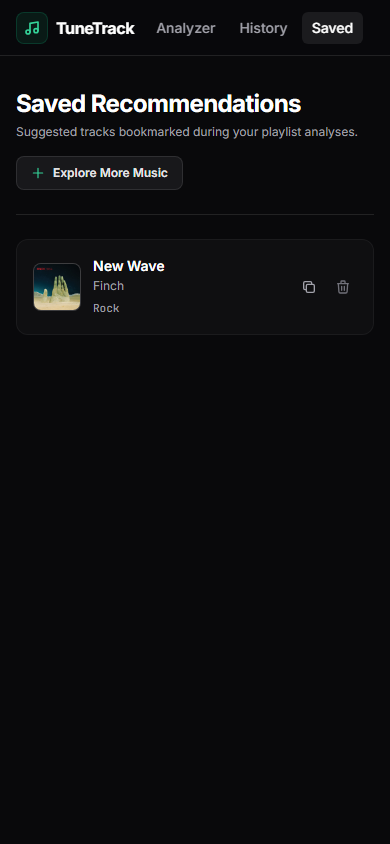 TuneTrack
Analyzer
History
Saved
Saved Recommendations
Suggested tracks bookmarked during your playlist analyses.
Explore More Music
New Wave
Finch
Rock